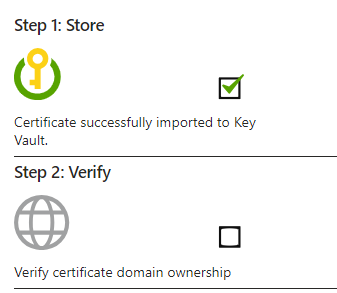 Step 1: Store
Certificate successfully imported to Key
Vault.
Step 2: Verify
Verify certificate domain ownership